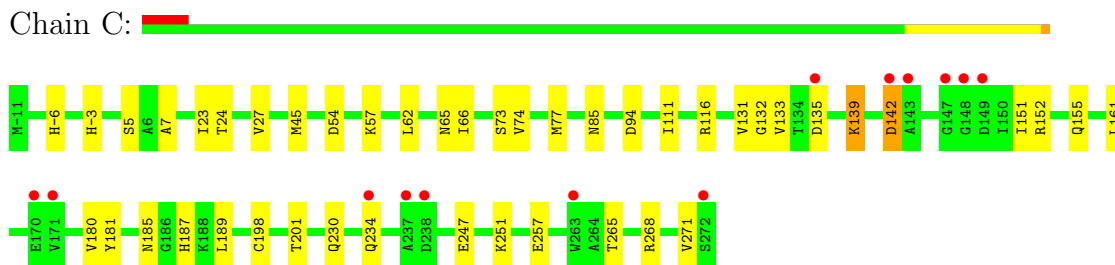 Chain C:
M-11 H-6 H-3 S5 A6 A7 I23 T24 V27 M45 D54 K57 L62 N65 I66 S73 V74 M77 N85 D94 I111 R116 V131 G132 V133 T134 D135 K139 D142 A143 G147 G148 D149 I150 I151 R152 Q155 L161
E170 V171 V180 Y181 N185 G186 H187 K188 L189 C198 T201 Q230 Q234 A237 D238 E247 K251 E257 W263 A264 T265 R268 V271 S272